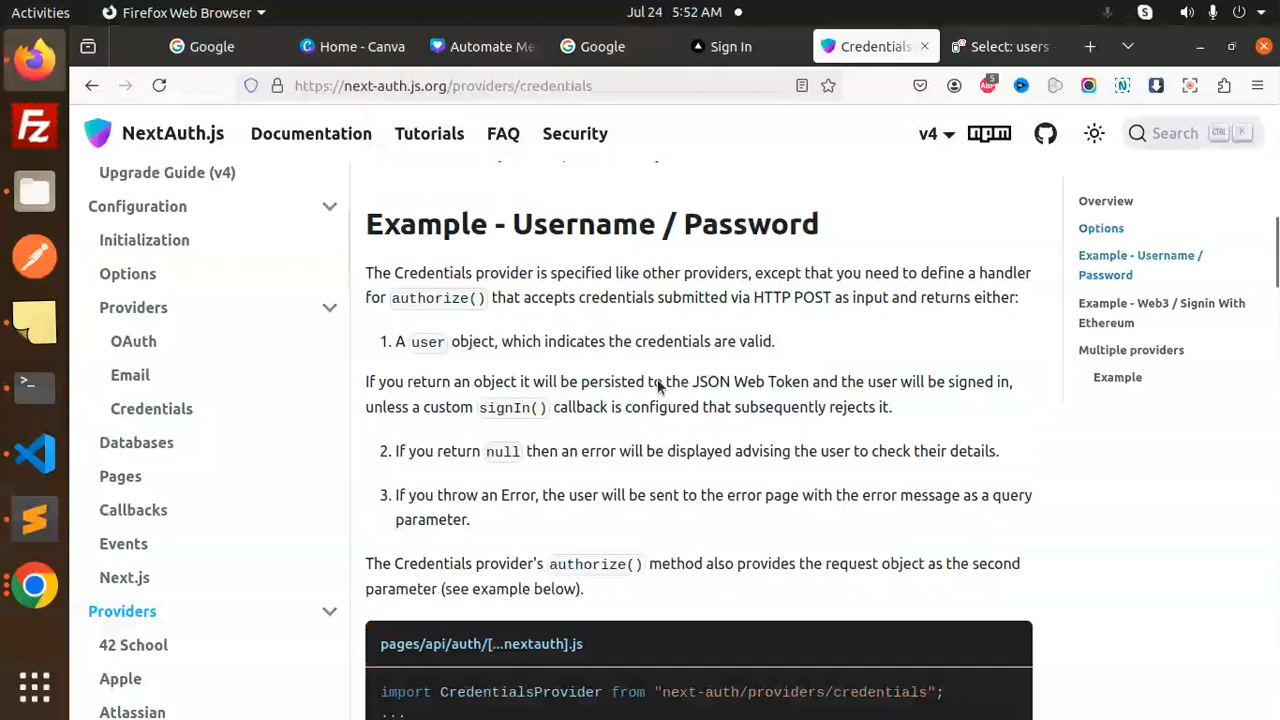 Activities
Firefox Web Browser
Jul 24 5:52 AM
Google
Home - Canva
Automate Me
Google
Sign In
Credentials
Select: users
https://next-auth.js.org/providers/credentials
5
NextAuth.js
Documentation
Tutorials
FAQ
Security
v4
npm
Search
CTRL K
Upgrade Guide (v4)
Configuration
Initialization
Options
Providers
OAuth
Email
Credentials
Databases
Pages
Callbacks
Events
Next.js
Providers
42 School
Apple
Atlassian
Example - Username / Password
The Credentials provider is specified like other providers, except that you need to define a handler
for authorize() that accepts credentials submitted via HTTP POST as input and returns either:
1. A user object, which indicates the credentials are valid.
If you return an object it will be persisted to the JSON Web Token and the user will be signed in,
unless a custom signIn() callback is configured that subsequently rejects it.
2. If you return null then an error will be displayed advising the user to check their details.
3. If you throw an Error, the user will be sent to the error page with the error message as a query
parameter.
The Credentials provider's authorize() method also provides the request object as the second
parameter (see example below).
pages/api/auth/[...nextauth].js
import CredentialsProvider from "next-auth/providers/credentials";
...
Overview
Options
Example - Username /
Password
Example - Web3 / Signin With
Ethereum
Multiple providers
Example